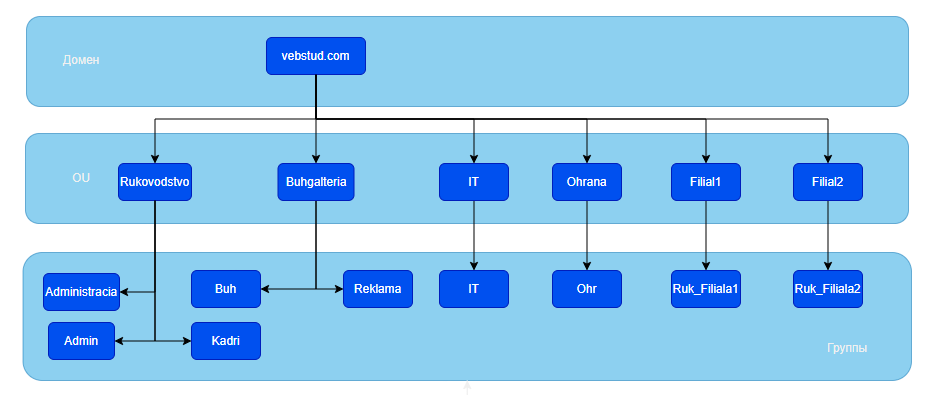 Домен
vebstud.com
OU
Rukovodstvo
Buhgalteria
IT
Ohrana
Filial1
Filial2
Administracia
Buh
Reklama
IT
Ohr
Ruk_Filiala1
Ruk_Filiala2
Admin
Kadri
Группы